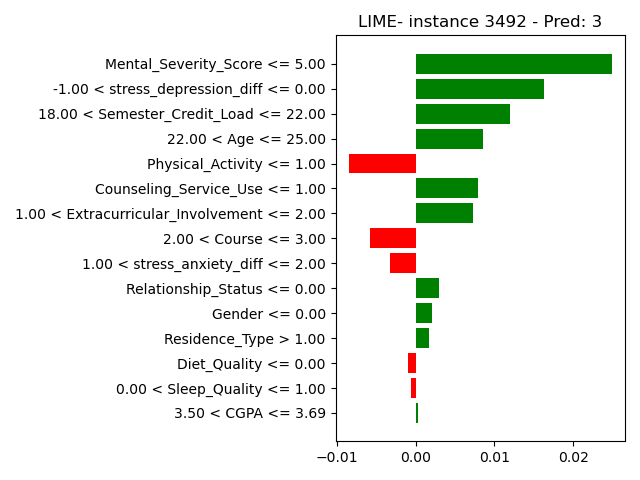 LIME- instance 3492 - Pred: 3
Mental_Severity_Score <= 5.00
-1.00 < stress_depression_diff <= 0.00
18.00 < Semester_Credit_Load <= 22.00
22.00 < Age <= 25.00
Physical_Activity <= 1.00
Counseling_Service_Use <= 1.00
1.00 < Extracurricular_Involvement <= 2.00
2.00 < Course <= 3.00
1.00 < stress_anxiety_diff <= 2.00
Relationship_Status <= 0.00
Gender <= 0.00
Residence_Type > 1.00
Diet_Quality <= 0.00
0.00 < Sleep_Quality <= 1.00
3.50 < CGPA <= 3.69
−0.01 0.00 0.01 0.02